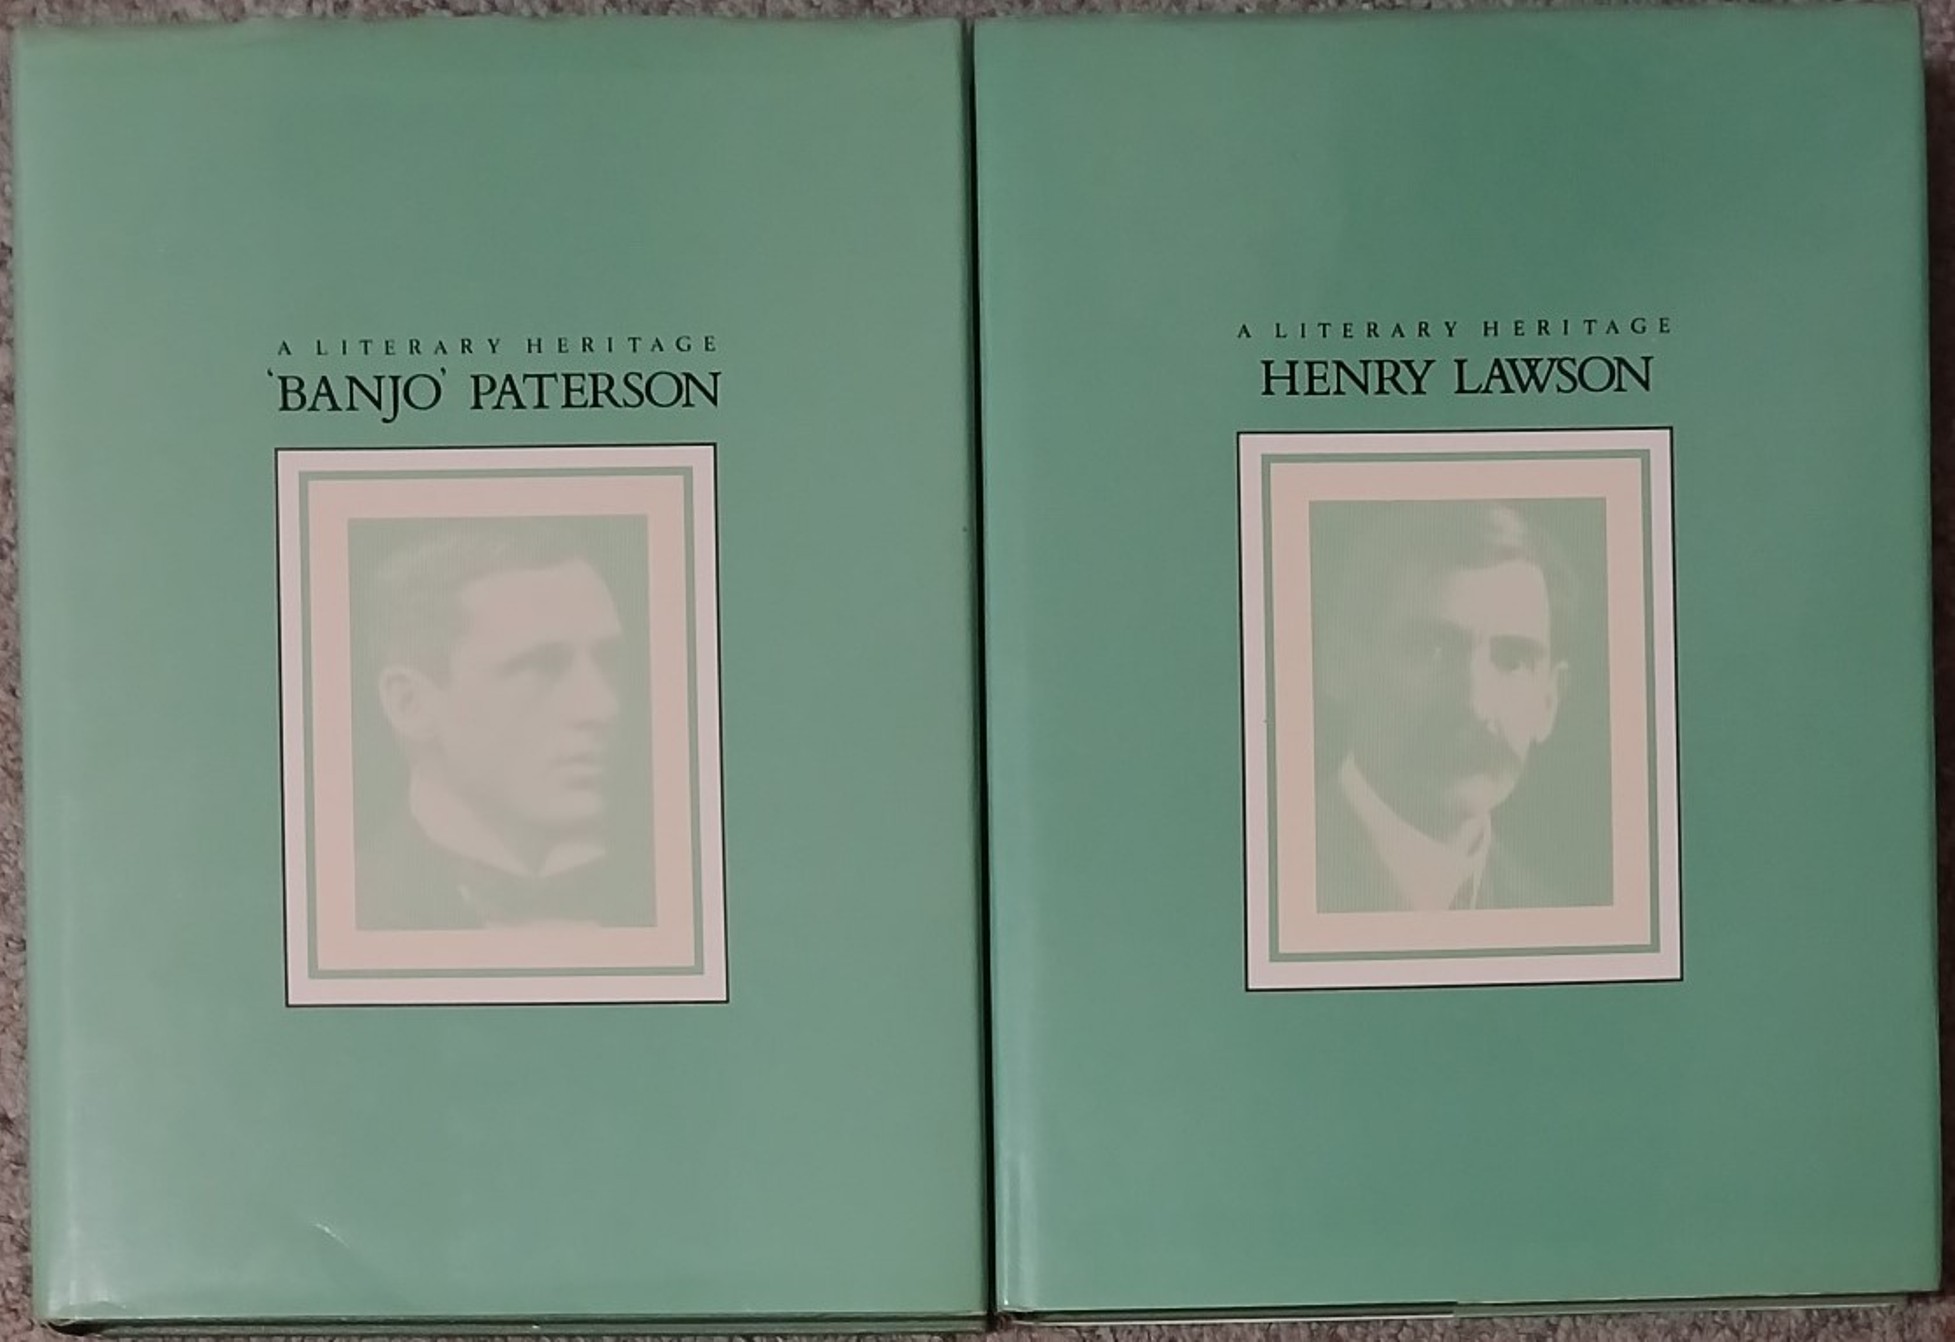 A LITERARY HERITAGE
‘BANJO’ PATERSON
A LITERARY HERITAGE
HENRY LAWSON